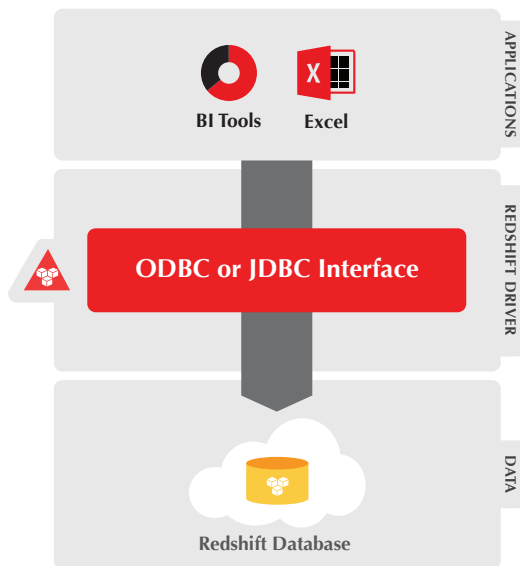 BI Tools
X
Excel
APPLICATIONS
ODBC or JDBC Interface
REDSHIFT DRIVER
Redshift Database
DATA